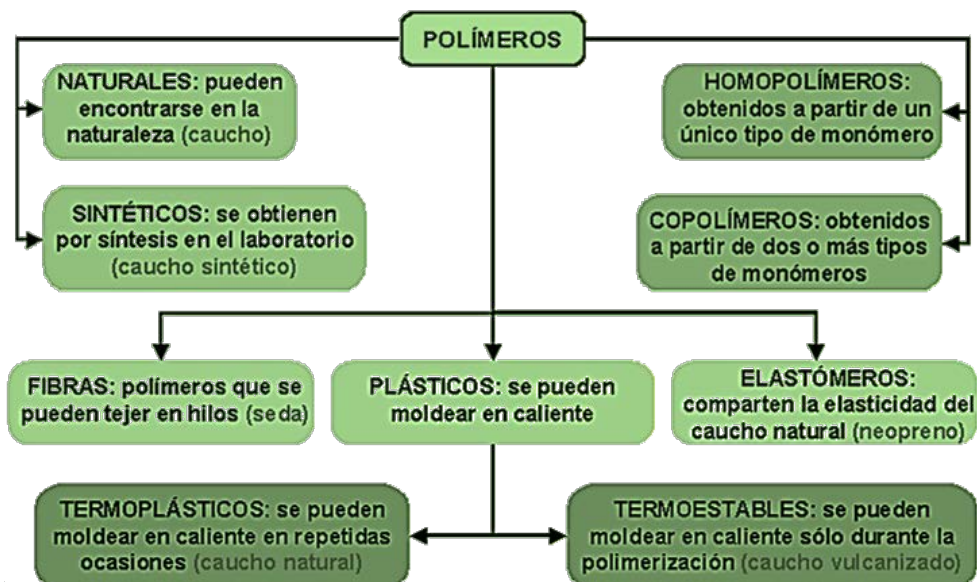 POLÍMEROS
NATURALES: pueden
encontrarse en la
naturaleza (caucho)
SINTÉTICOS: se obtienen
por síntesis en el laboratorio
(caucho sintético)
HOMOPOLÍMEROS:
obtenidos a partir de un
único tipo de monómero
COPOLÍMEROS: obtenidos
a partir de dos o más tipos
de monómeros
FIBRAS: polímeros que se
pueden tejer en hilos (seda)
PLÁSTICOS: se pueden
moldear en caliente
ELASTÓMEROS:
comparten la elasticidad del
caucho natural (neopreno)
TERMOPLÁSTICOS: se pueden
moldear en caliente en repetidas
ocasiones (caucho natural)
TERMOESTABLES: se pueden
moldear en caliente sólo durante la
polimerización (caucho vulcanizado)